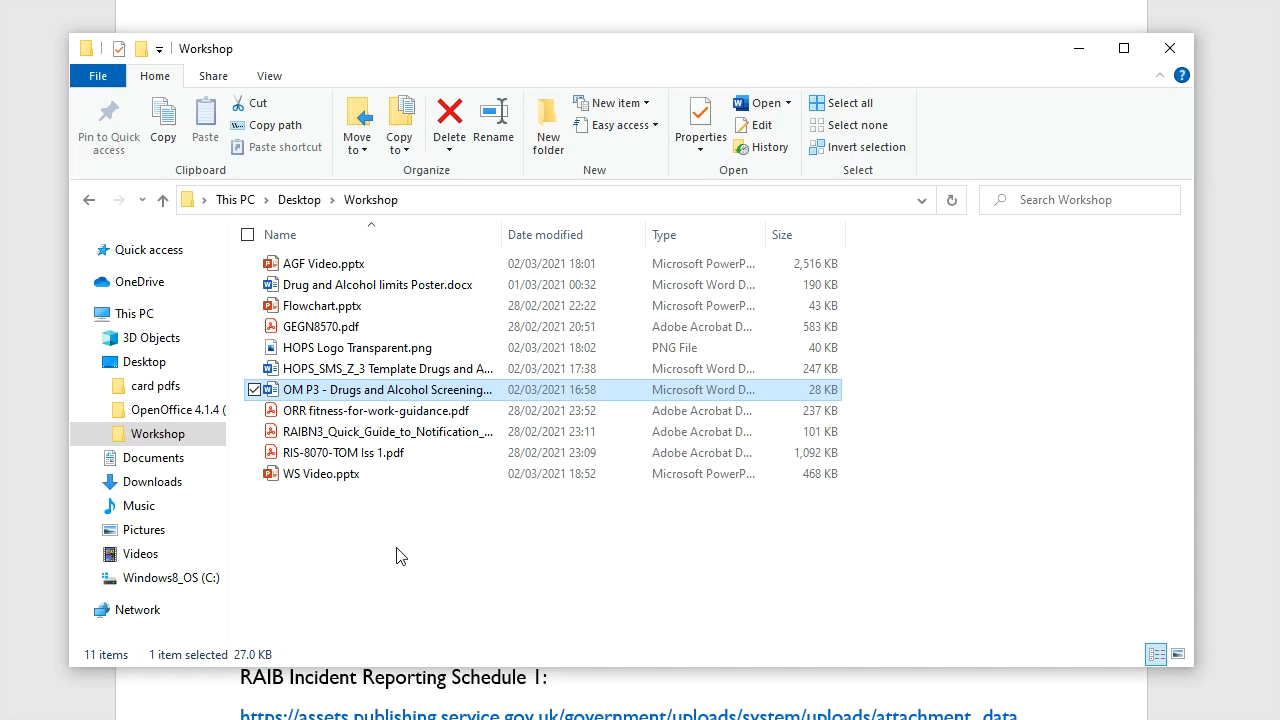 Workshop
File Home Share View
Pin to Quick access
Copy
Paste
Cut
Copy path
Paste shortcut
Clipboard
Move to
Copy to
Delete
Rename
Organize
New folder
New item
Easy access
New
Properties
Open
Edit
History
Open
Select all
Select none
Invert selection
Select
This PC Desktop Workshop
Search Workshop
Name Date modified Type Size
AGF Video.pptx 02/03/2021 18:01 Microsoft PowerP... 2,516 KB
Drug and Alcohol limits Poster.docx 01/03/2021 00:32 Microsoft Word D... 190 KB
Flowchart.pptx 28/02/2021 22:22 Microsoft PowerP... 43 KB
GEGN8570.pdf 28/02/2021 20:51 Adobe Acrobat D... 583 KB
HOPS Logo Transparent.png 02/03/2021 18:02 PNG File 40 KB
HOPS_SMS_Z_3 Template Drugs and A... 02/03/2021 17:38 Microsoft Word D... 247 KB
OM P3 - Drugs and Alcohol Screening... 02/03/2021 16:58 Microsoft Word D... 28 KB
ORR fitness-for-work-guidance.pdf 28/02/2021 23:52 Adobe Acrobat D... 237 KB
RAIBN3_Quick_Guide_to_Notification_... 28/02/2021 23:11 Adobe Acrobat D... 101 KB
RIS-8070-TOM Iss 1.pdf 28/02/2021 23:09 Adobe Acrobat D... 1,092 KB
WS Video.pptx 02/03/2021 18:52 Microsoft PowerP... 468 KB
Quick access
OneDrive
This PC
3D Objects
Desktop
card pdfs
OpenOffice 4.1.4 (
Workshop
Documents
Downloads
Music
Pictures
Videos
Windows8_OS (C:)
Network
11 items 1 item selected 27.0 KB
RAIB Incident Reporting Schedule 1:
https://assets.publishing.service.gov.uk/government/uploads/system/uploads/attachment_data